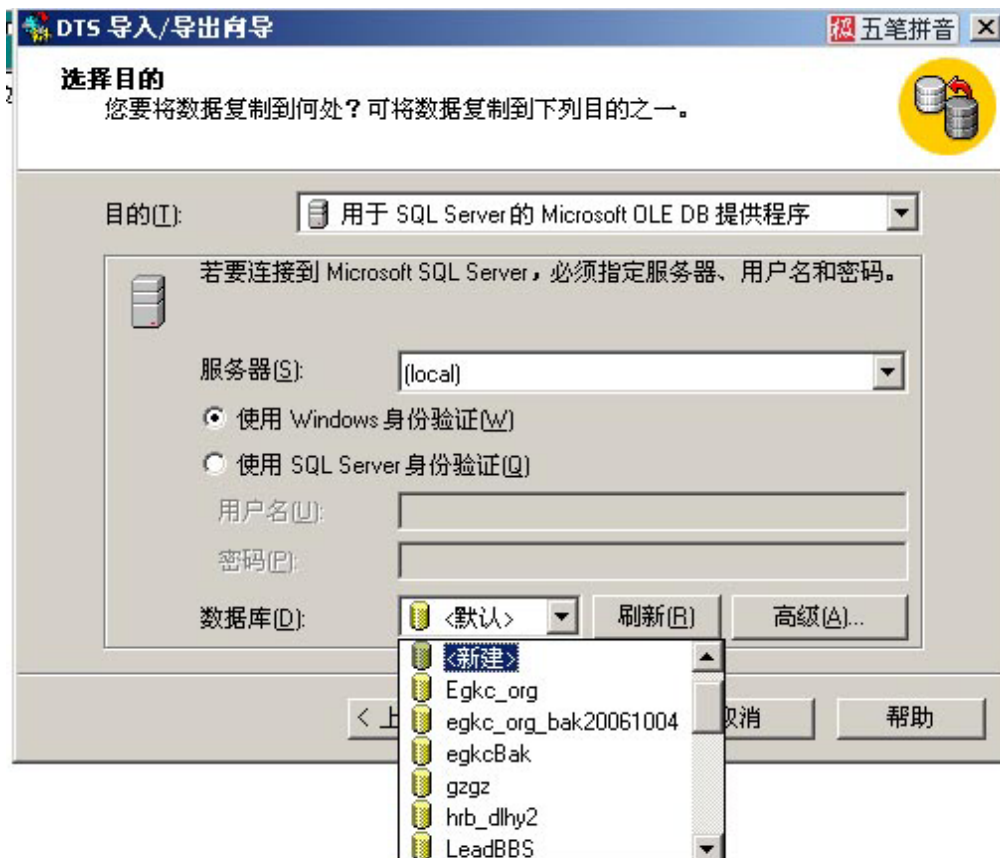 DTS 导入/导出向导
极 五笔拼音
选择目的
您要将数据复制到何处？可将数据复制到下列目的之一。
目的(T):
用于 SQL Server 的 Microsoft OLE DB 提供程序
若要连接到 Microsoft SQL Server，必须指定服务器、用户名和密码。
服务器(S):
(local)
使用 Windows 身份验证(W)
使用 SQL Server 身份验证(Q)
用户名(U):
密码(P):
数据库(D):
<默认>
刷新(R)
高级(A)...
<新建>
Egkc_org
egkc_org_bak20061004
egkcBak
gzgz
hrb_dlhy2
LeadBBS
< 上
取消
帮助